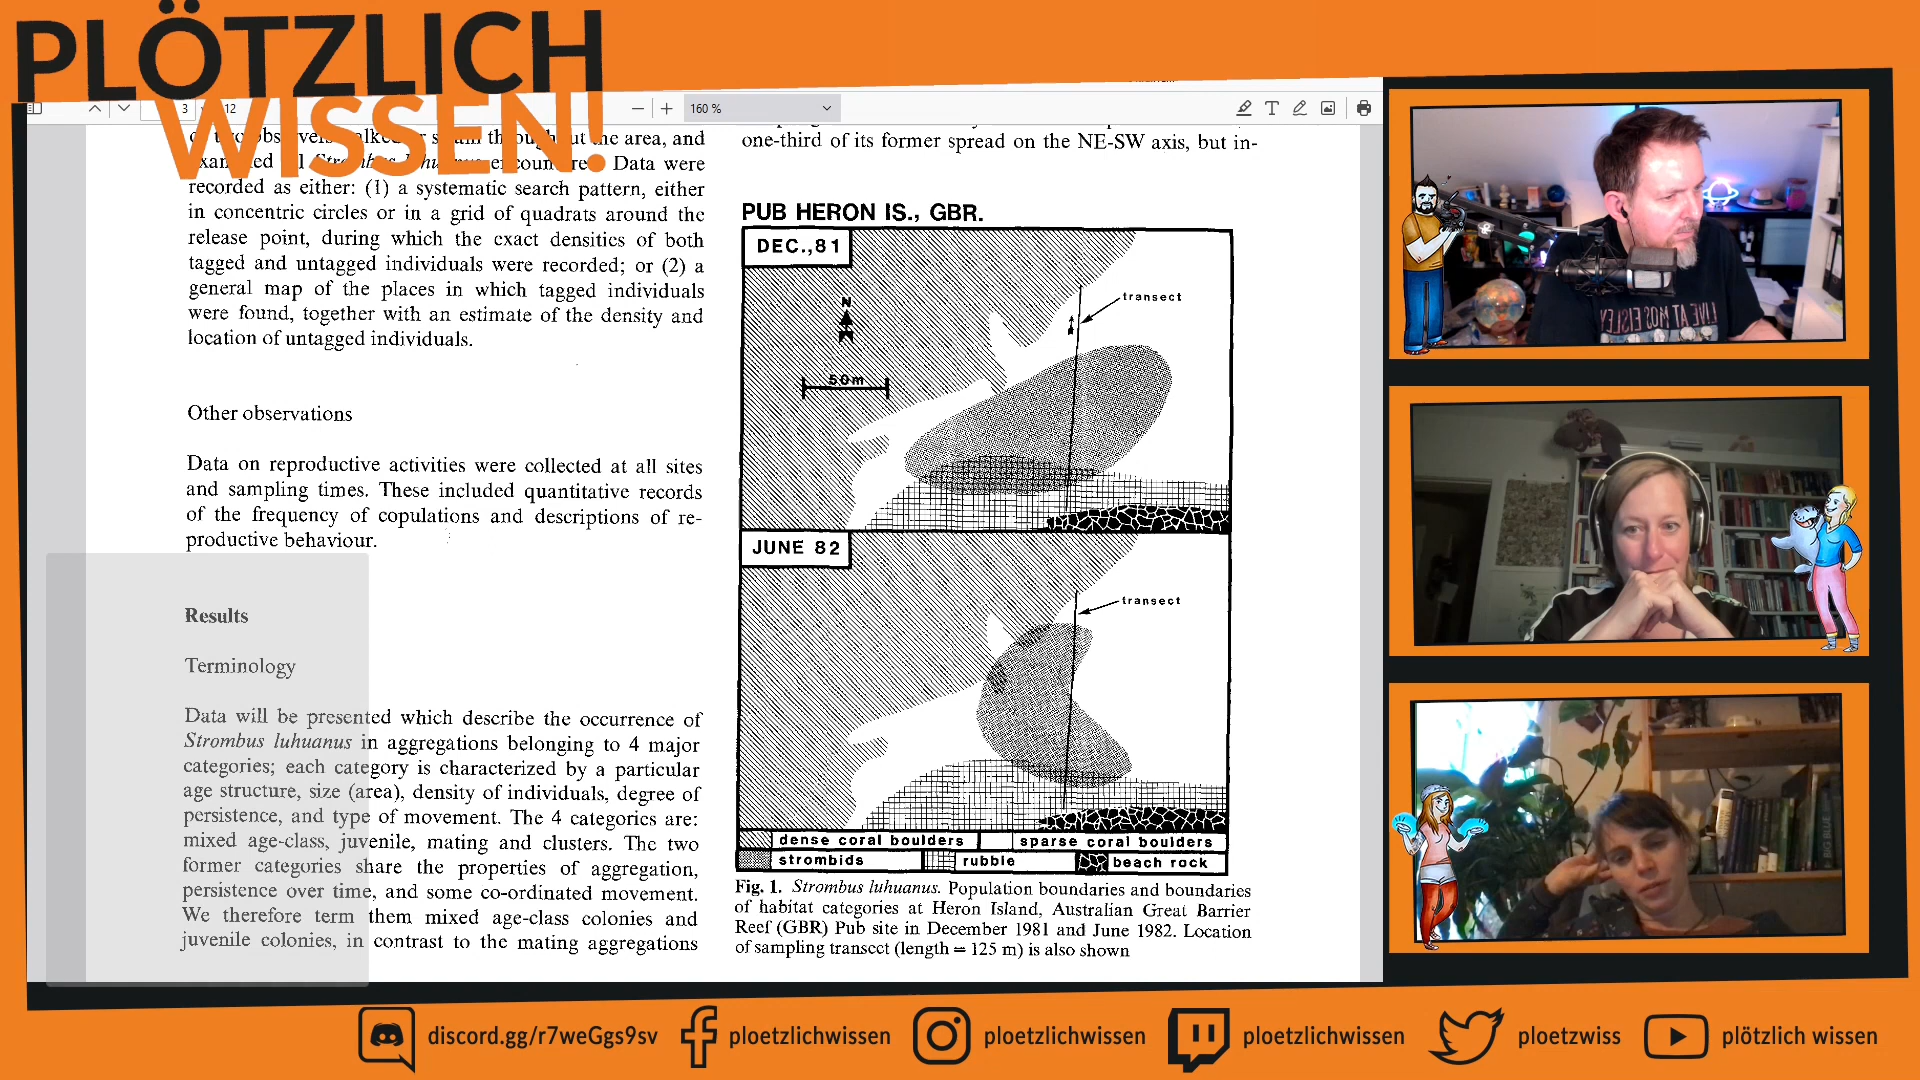 PLÖTZLICH
WISSEN!
3
12
160 %
area, and
Data were
recorded as either: (1) a systematic search pattern, either
in concentric circles or in a grid of quadrats around the
release point, during which the exact densities of both
tagged and untagged individuals were recorded; or (2) a
general map of the places in which tagged individuals
were found, together with an estimate of the density and
location of untagged individuals.
Other observations
Data on reproductive activities were collected at all sites
and sampling times. These included quantitative records
of the frequency of copulations and descriptions of re-
productive behaviour.
Results
Terminology
Data will be presented which describe the occurrence of
Strombus luhuanus in aggregations belonging to 4 major
categories; each category is characterized by a particular
age structure, size (area), density of individuals, degree of
persistence, and type of movement. The 4 categories are:
mixed age-class, juvenile, mating and clusters. The two
former categories share the properties of aggregation,
persistence over time, and some co-ordinated movement.
We therefore term them mixed age-class colonies and
juvenile colonies, in contrast to the mating aggregations
one-third of its former spread on the NE-SW axis, but in-
PUB HERON IS., GBR.
DEC.,81
transect
N
50m
JUNE 82
transect
dense coral boulders
sparse coral boulders
strombids
rubble
beach rock
Fig. 1. Strombus luhuanus. Population boundaries and boundaries
of habitat categories at Heron Island, Australian Great Barrier
Reef (GBR) Pub site in December 1981 and June 1982. Location
of sampling transect (length = 125 m) is also shown
LIVE AT MOS EISLEY
BIG BLUE
discord.gg/r7weGgs9sv
ploetzlichwissen
ploetzlichwissen
ploetzlichwissen
ploetzwiss
plötzlich wissen